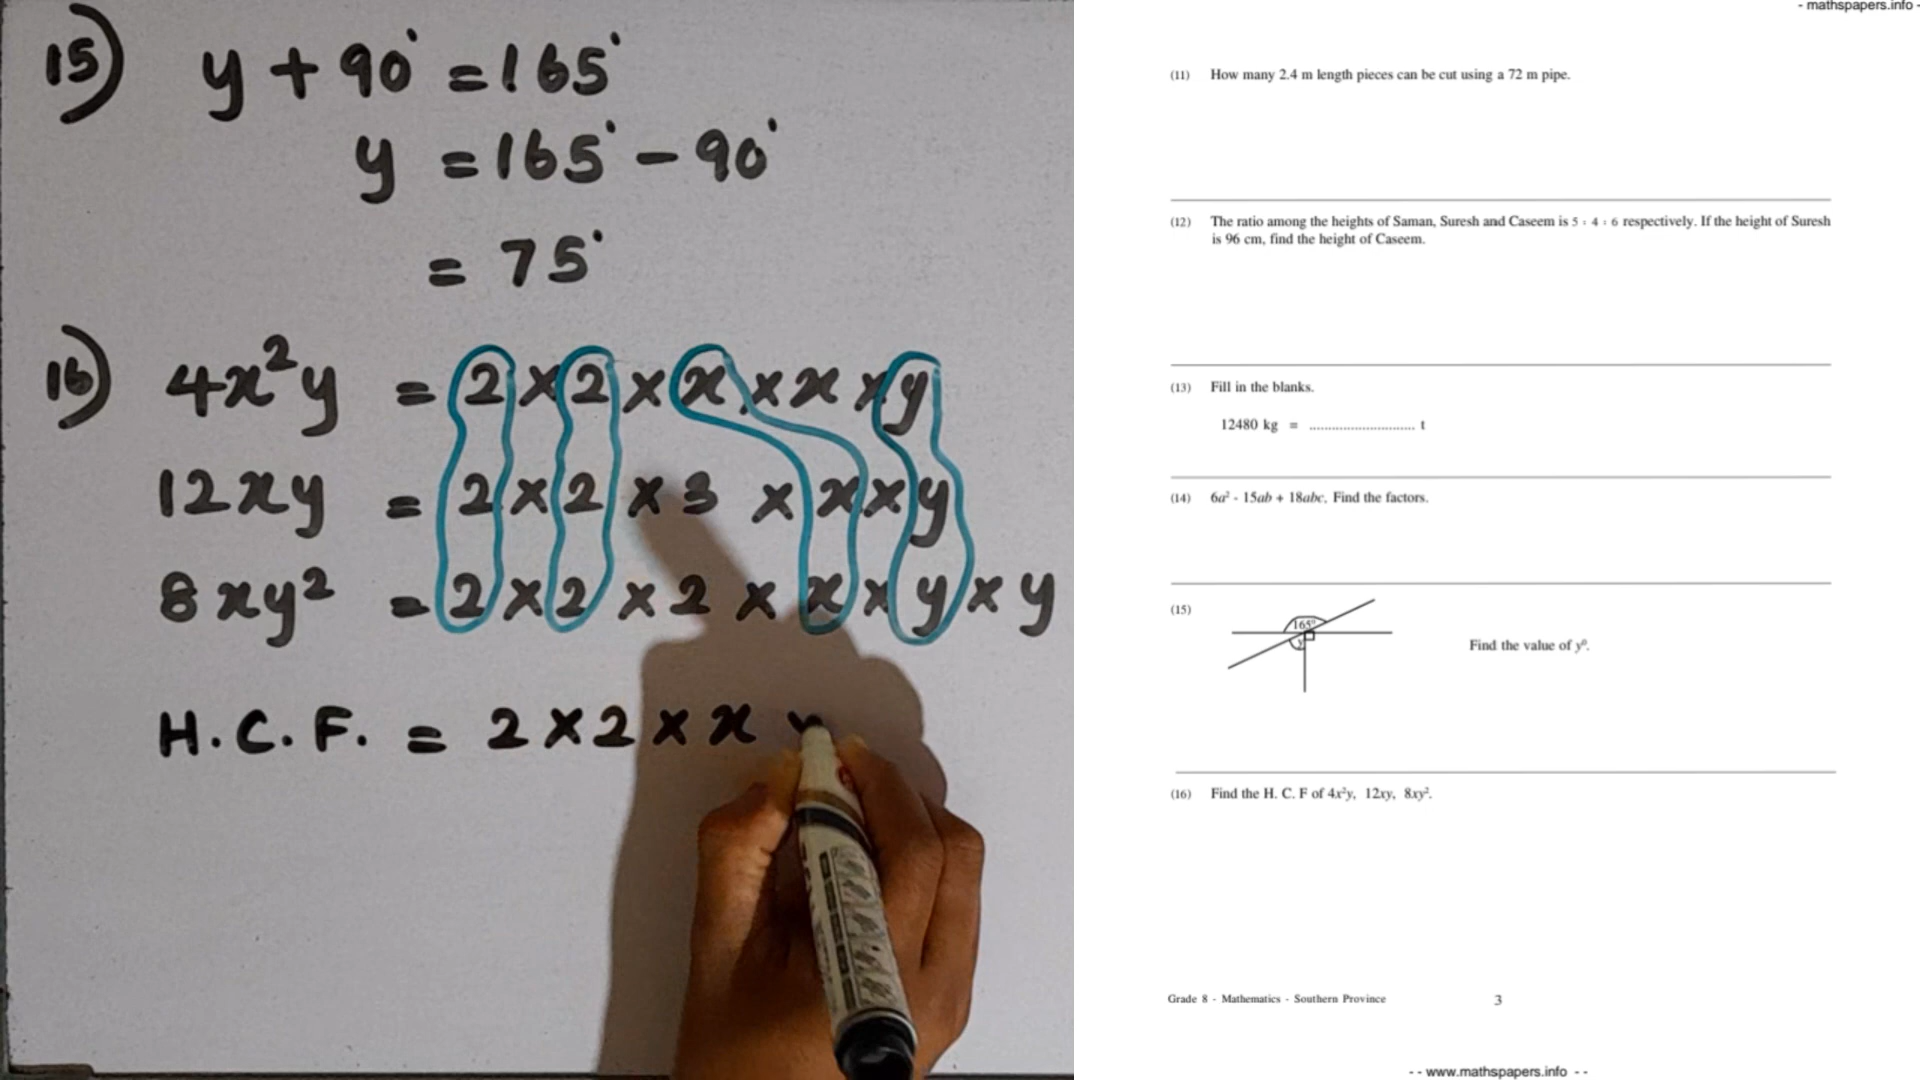 15) y + 90° = 165°
y = 165° - 90°
= 75°
16) 4x²y = 2 × 2 × x × x × y
12xy = 2 × 2 × 3 × x × y
8xy² = 2 × 2 × 2 × x × y × y
H.C.F. = 2 × 2 × x ×
- mathspapers.info -
(11) How many 2.4 m length pieces can be cut using a 72 m pipe.
(12) The ratio among the heights of Saman, Suresh and Caseem is 5 : 4 : 6 respectively. If the height of Suresh
is 96 cm, find the height of Caseem.
(13) Fill in the blanks.
12480 kg = ........................... t
(14) 6a² - 15ab + 18abc, Find the factors.
(15)
165°
y
Find the value of y⁰.
(16) Find the H. C. F of 4x²y, 12xy, 8xy².
Grade 8 - Mathematics - Southern Province 3
- - www.mathspapers.info - -